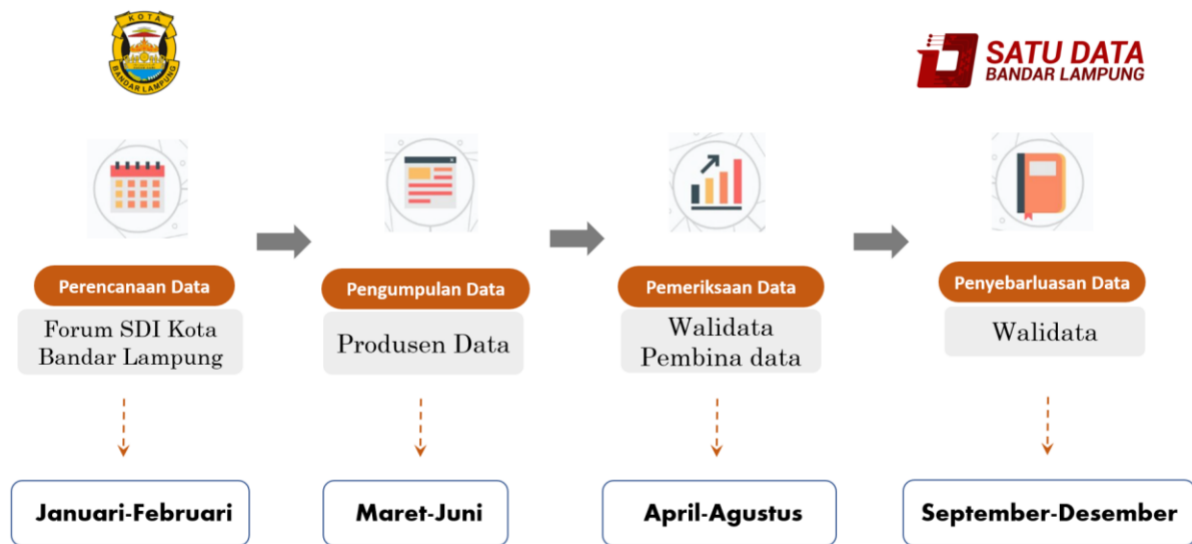 KOTA
BANDAR LAMPUNG
SATU DATA
BANDAR LAMPUNG
Perencanaan Data
Forum SDI Kota
Bandar Lampung
Januari-Februari
Pengumpulan Data
Produsen Data
Maret-Juni
Pemeriksaan Data
Walidata
Pembina data
April-Agustus
Penyebarluasan Data
Walidata
September-Desember